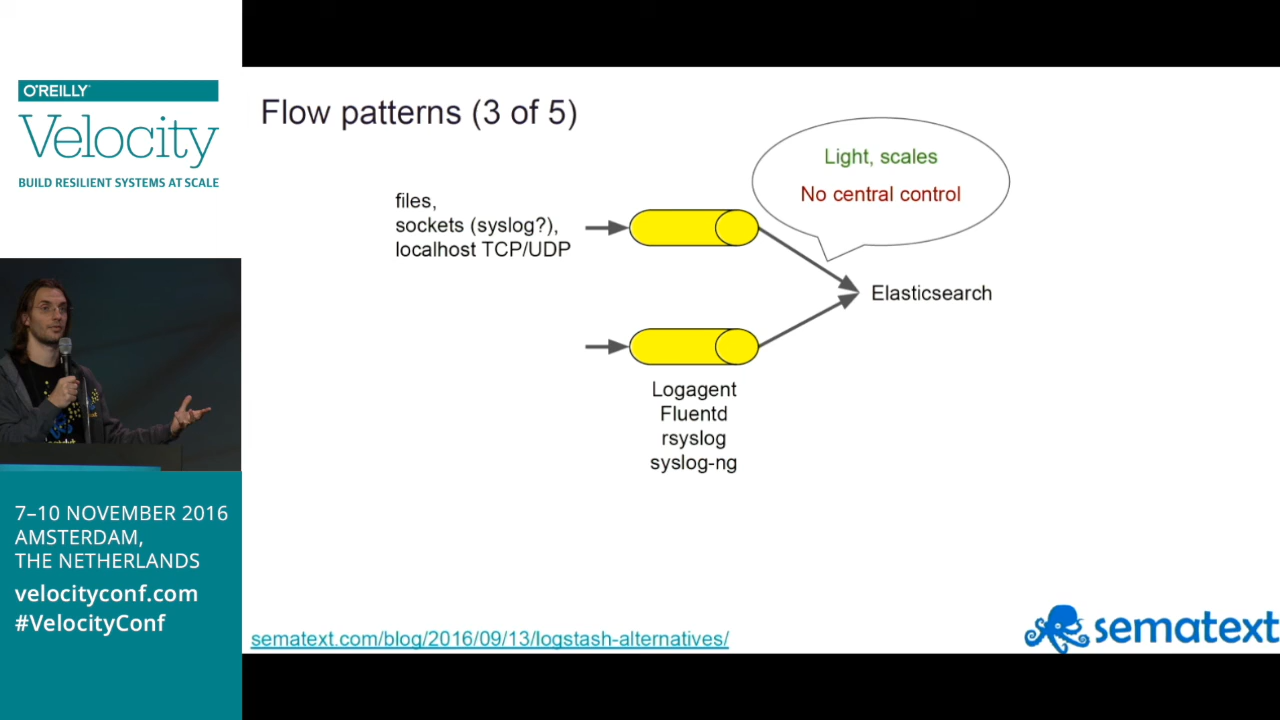 O'REILLY
Velocity
BUILD RESILIENT SYSTEMS AT SCALE
7–10 NOVEMBER 2016
AMSTERDAM,
THE NETHERLANDS
velocityconf.com
#VelocityConf
Flow patterns (3 of 5)
Light, scales
No central control
files,
sockets (syslog?),
localhost TCP/UDP
Elasticsearch
Logagent
Fluentd
rsyslog
syslog-ng
sematext.com/blog/2016/09/13/logstash-alternatives/
sematext